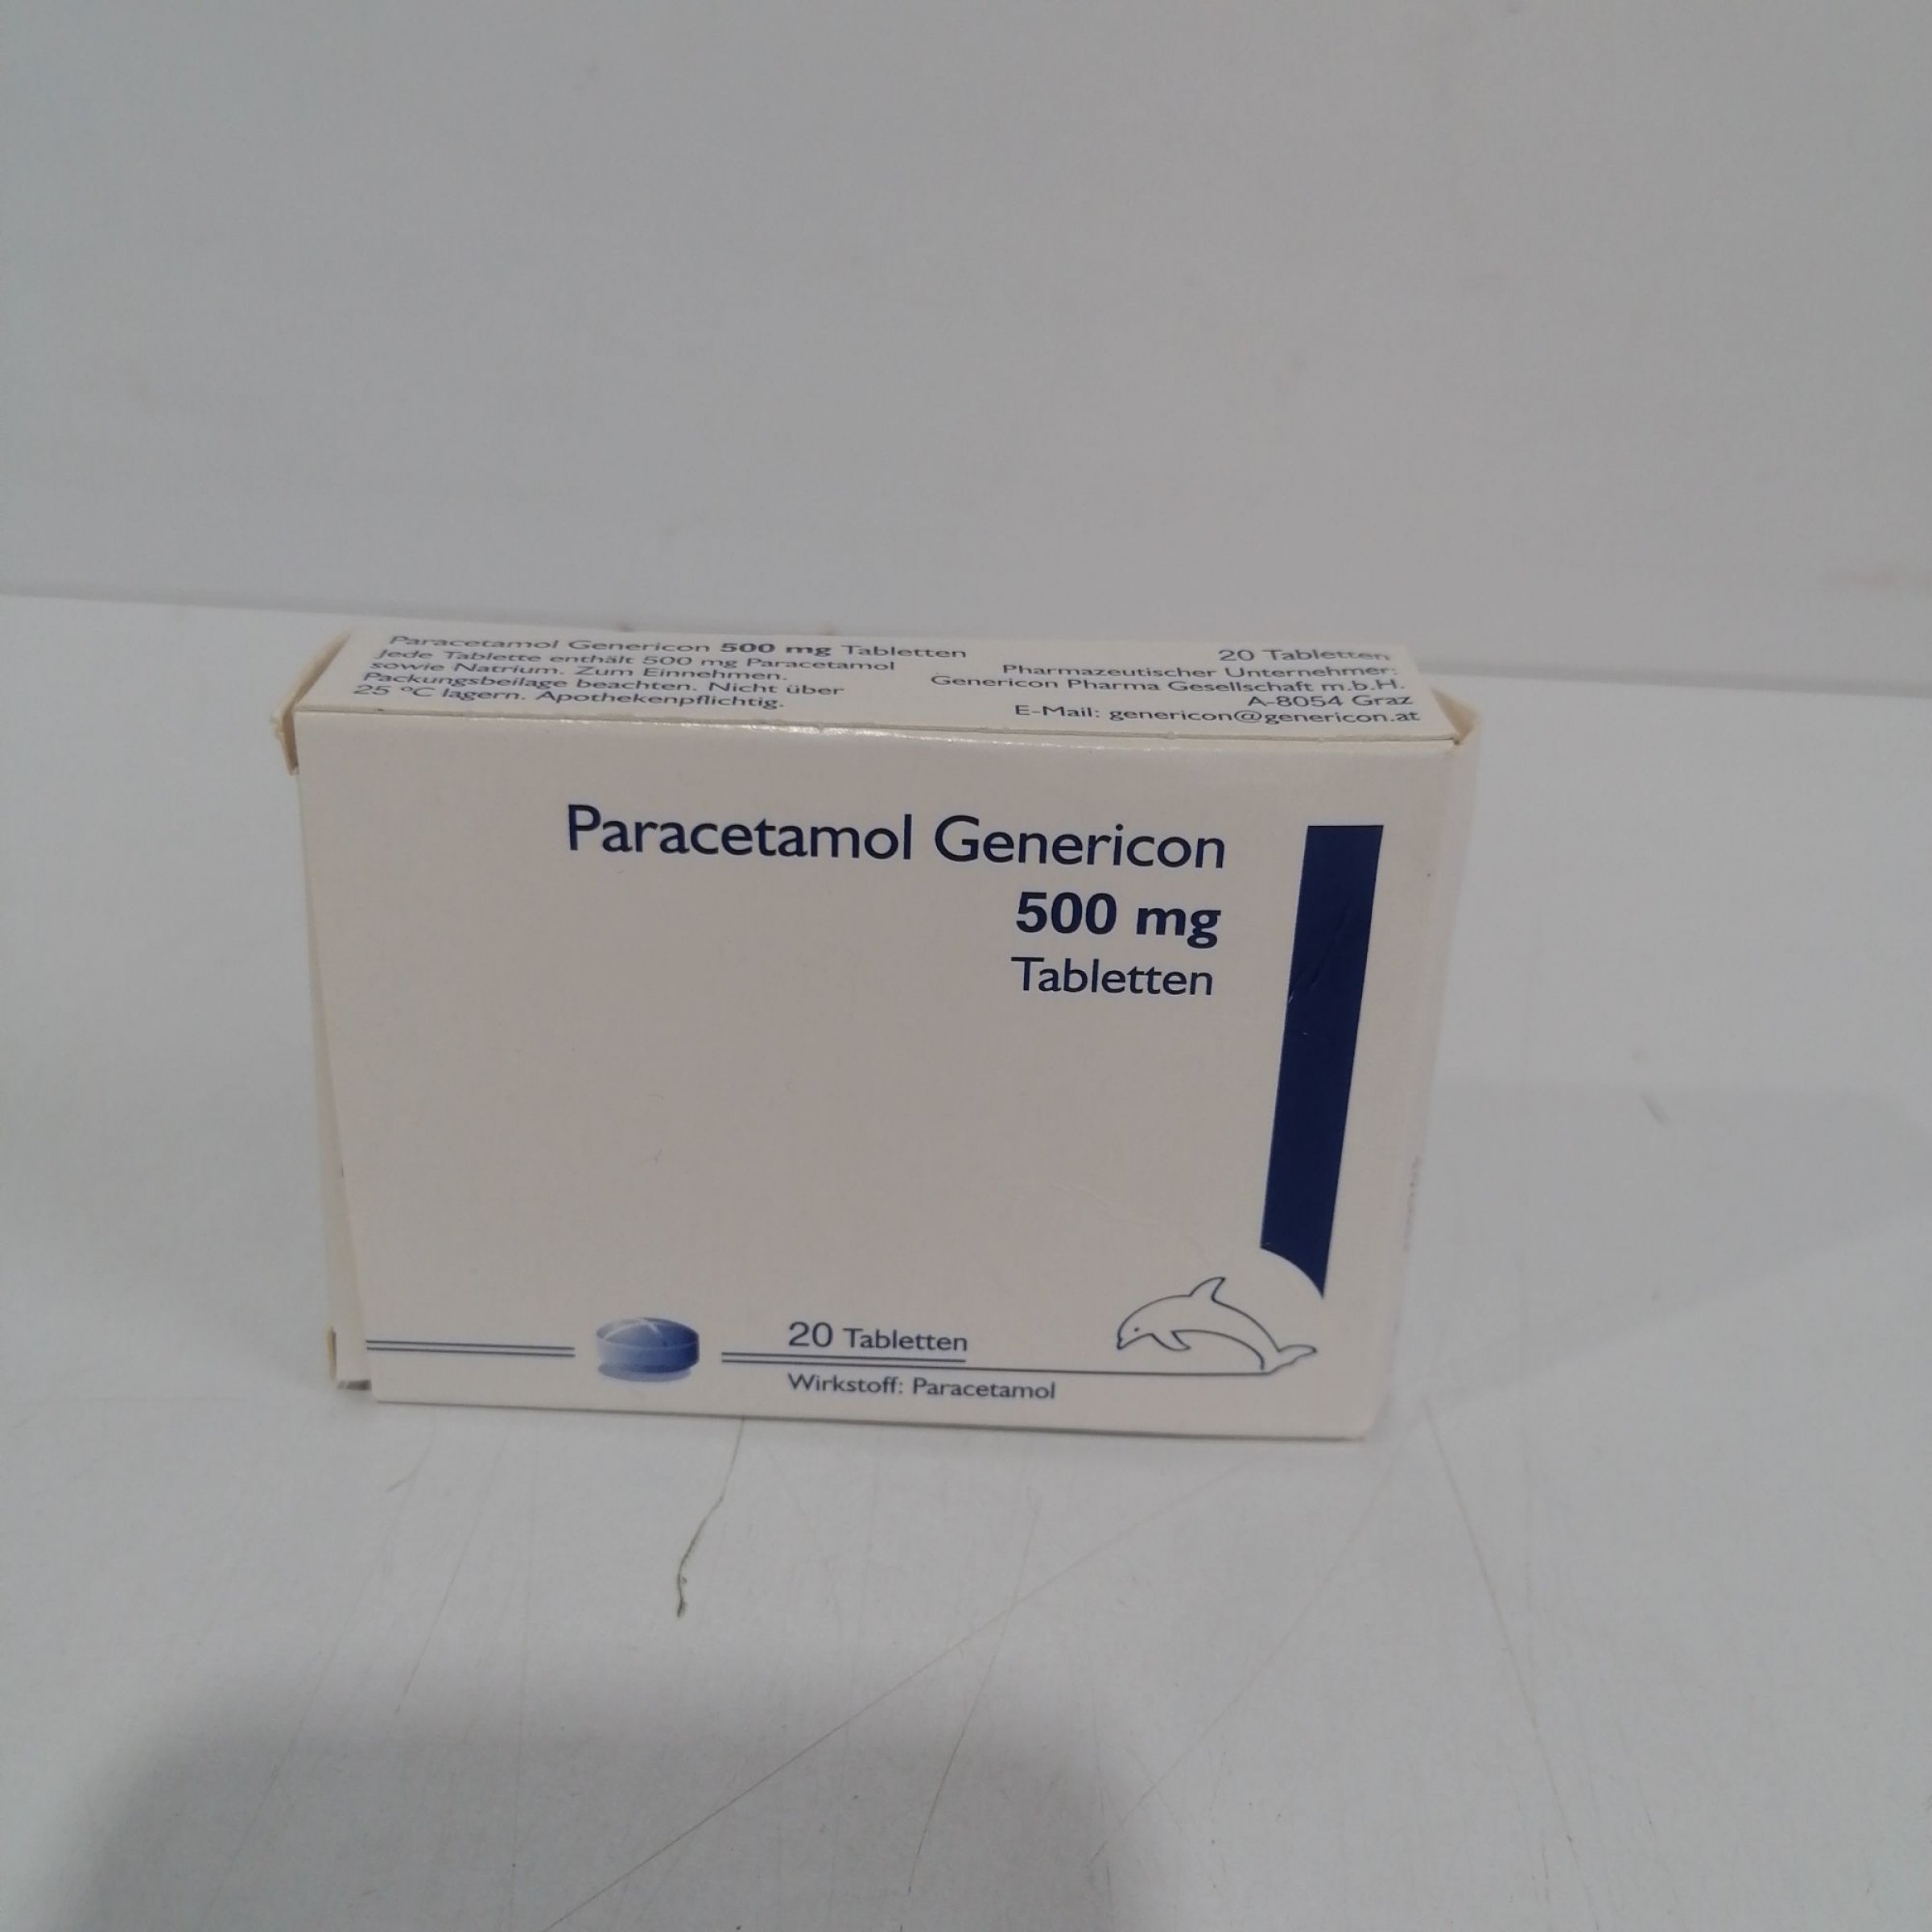 Paracetamol Genericon 500 mg Tabletten
Jede Tablette enthält 500 mg Paracetamol
sowie Natrium. Zum Einnehmen.
Packungsbeilage beachten. Nicht über
25 °C lagern. Apothekenpflichtig.
20 Tabletten
Pharmazeutischer Unternehmer:
Genericon Pharma Gesellschaft m.b.H.
A-8054 Graz
E-Mail: genericon@genericon.at
Paracetamol Genericon
500 mg
Tabletten
20 Tabletten
Wirkstoff: Paracetamol